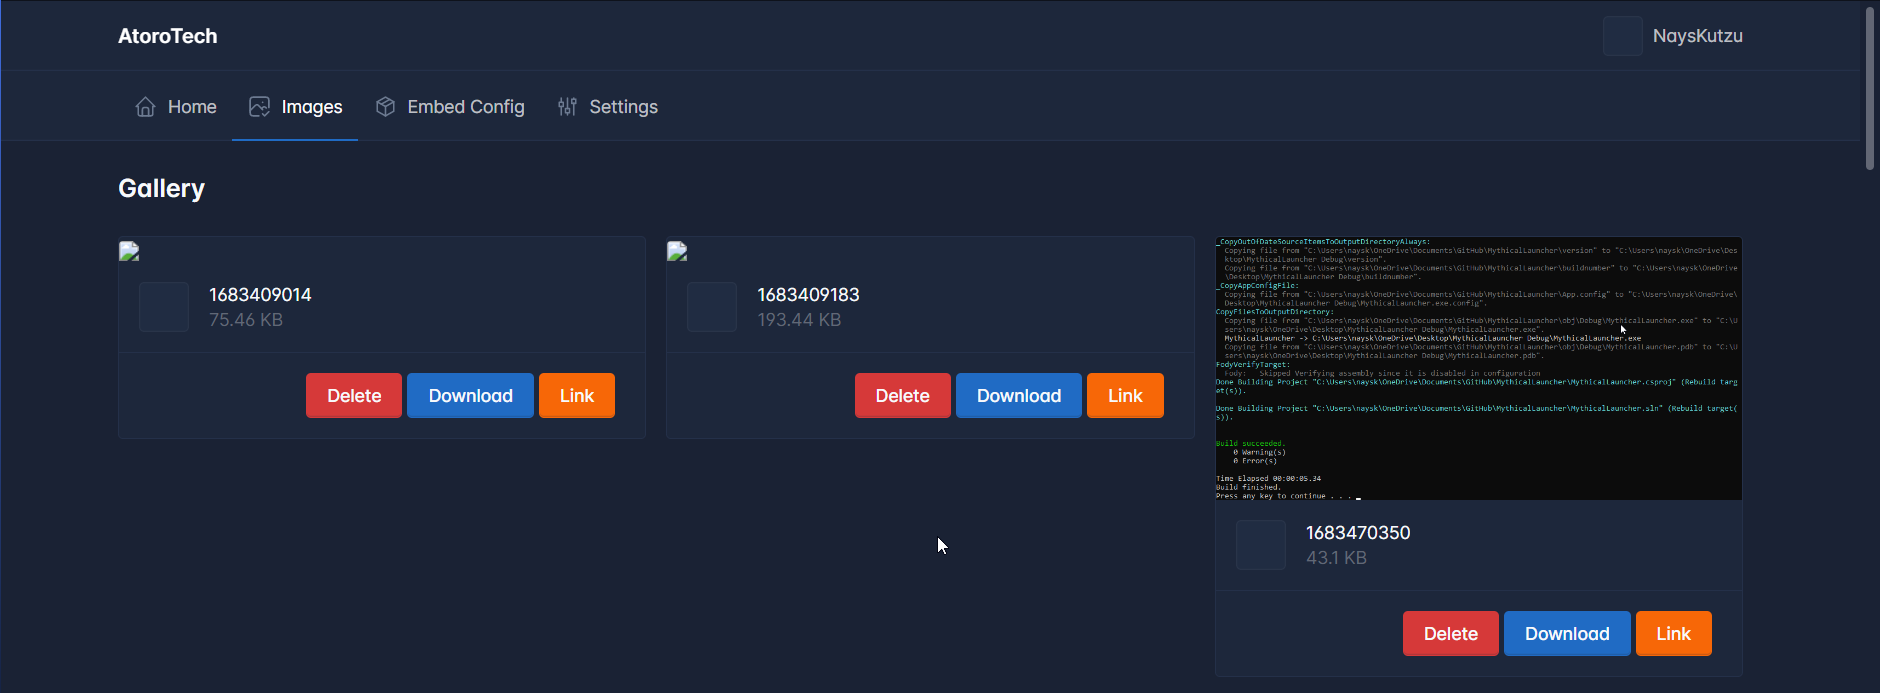 AtoroTech
NaysKutzu
Home
Images
Embed Config
Settings
Gallery
1683409014
75.46 KB
Delete
Download
Link
1683409183
193.44 KB
Delete
Download
Link
_CopyOutOfDateSourceItemsToOutputDirectoryAlways:
Copying file from "C:\Users\naysk\OneDrive\Documents\GitHub\MythicalLauncher\version" to "C:\Users\naysk\OneDrive\Des
ktop\MythicalLauncher Debug\version".
Copying file from "C:\Users\naysk\OneDrive\Documents\GitHub\MythicalLauncher\buildnumber" to "C:\Users\naysk\OneDrive
\Desktop\MythicalLauncher Debug\buildnumber".
_CopyAppConfigFile:
Copying file from "C:\Users\naysk\OneDrive\Documents\GitHub\MythicalLauncher\App.config" to "C:\Users\naysk\OneDrive\
Desktop\MythicalLauncher Debug\MythicalLauncher.exe.config".
CopyFilesToOutputDirectory:
Copying file from "C:\Users\naysk\OneDrive\Documents\GitHub\MythicalLauncher\obj\Debug\MythicalLauncher.exe" to "C:\U
sers\naysk\OneDrive\Desktop\MythicalLauncher Debug\MythicalLauncher.exe".
MythicalLauncher -> C:\Users\naysk\OneDrive\Desktop\MythicalLauncher Debug\MythicalLauncher.exe
Copying file from "C:\Users\naysk\OneDrive\Documents\GitHub\MythicalLauncher\obj\Debug\MythicalLauncher.pdb" to "C:\U
sers\naysk\OneDrive\Desktop\MythicalLauncher Debug\MythicalLauncher.pdb".
FodyVerifyTarget:
Fody: Skipped Verifying assembly since it is disabled in configuration
Done Building Project "C:\Users\naysk\OneDrive\Documents\GitHub\MythicalLauncher\MythicalLauncher.csproj" (Rebuild targ
et(s)).
Done Building Project "C:\Users\naysk\OneDrive\Documents\GitHub\MythicalLauncher\MythicalLauncher.sln" (Rebuild target(
s)).
Build succeeded.
0 Warning(s)
0 Error(s)
Time Elapsed 00:00:05.34
Build finished.
Press any key to continue . . .
1683470350
43.1 KB
Delete
Download
Link